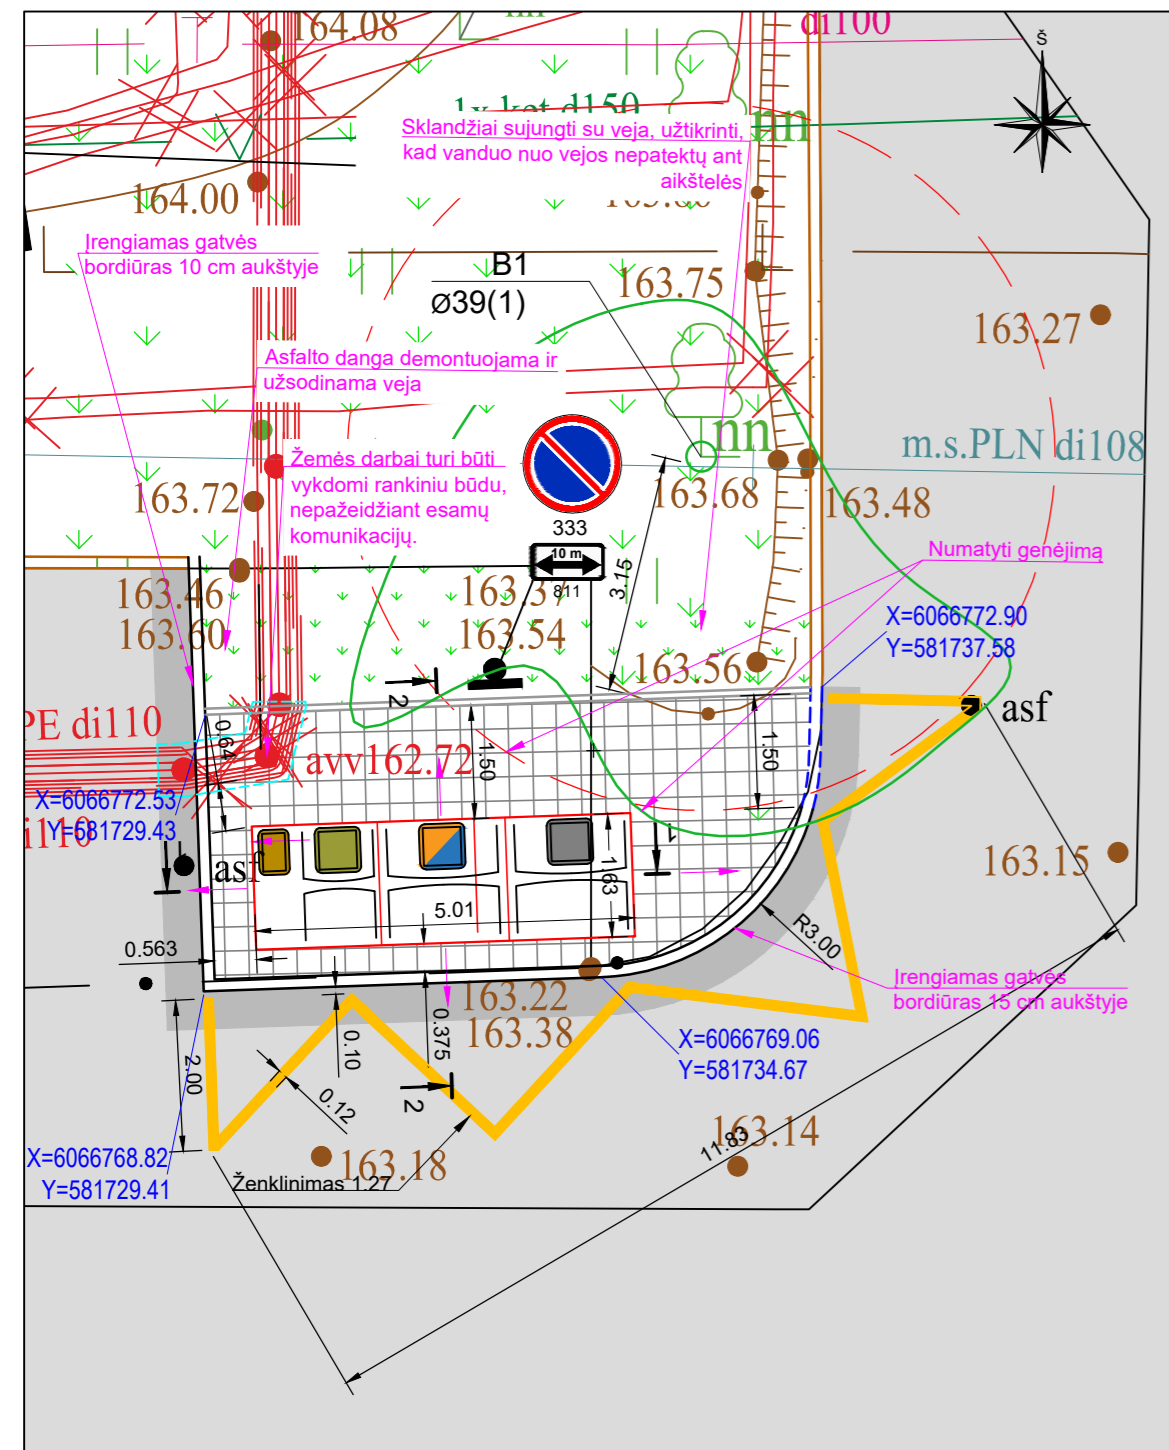 164.08
di100
Š
lv.ket.d150
Sklandžiai sujungti su veja, užtikrinti,
kad vanduo nuo vejos nepatektų ant
aikštelės
nn
164.00
Įrengiamas gatvės
bordiūras 10 cm aukštyje
B1
Ø39(1)
163.75
163.27
Asfalto danga demontuojama ir
užsodinama veja
nn
m.s.PLN di108
Žemės darbai turi būti
vykdomi rankiniu būdu,
nepažeidžiant esamų
komunikacijų.
163.72
163.68
163.48
333
10 m
811
3.15
Numatyti genėjimą
163.46
163.60
163.37
163.54
163.56
X=6066772.90
Y=581737.58
2
asf
PE di110
avv162.72
0.64
1.50
1.50
X=6066772.53
Y=581729.43
i110
1
1
asf
163.15
5.01
1.63
R3.00
0.563
Įrengiamas gatvės
bordiūras 15 cm aukštyje
163.22
163.38
0.375
0.10
2.00
0.12
2
X=6066769.06
Y=581734.67
163.14
11.83
X=6066768.82
Y=581729.41
163.18
Ženklinimas 1.27